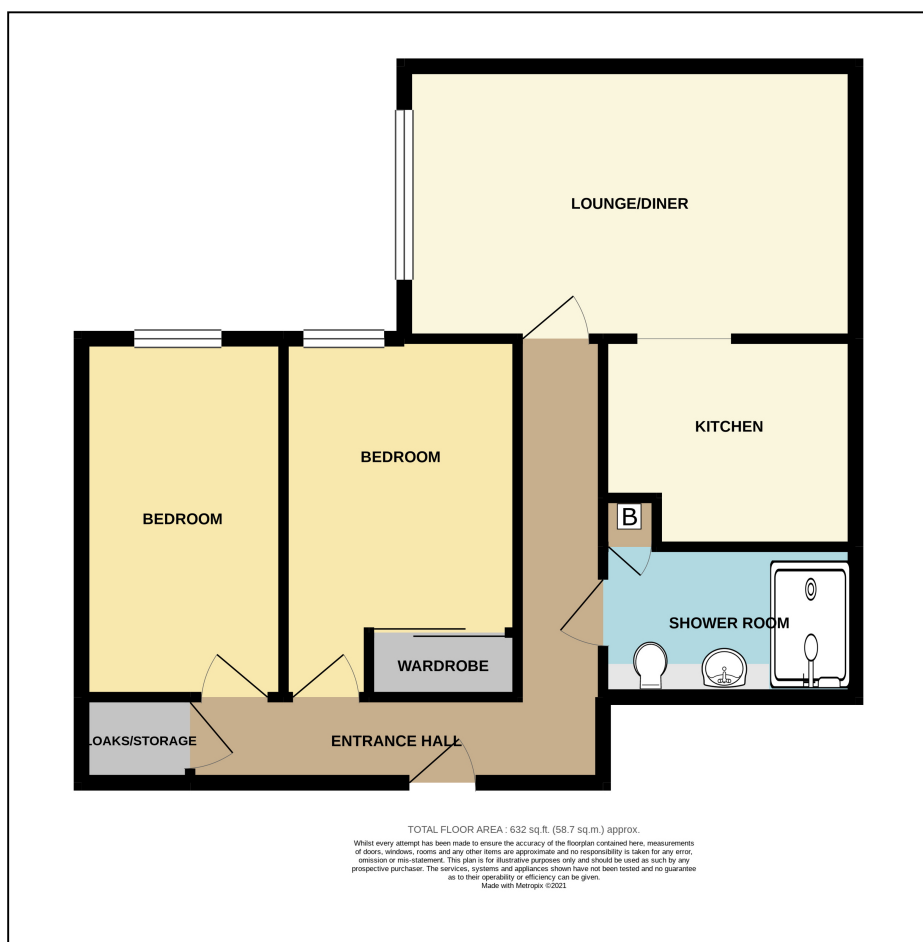 LOUNGE/DINER
KITCHEN
BEDROOM
BEDROOM
B
SHOWER ROOM
WARDROBE
LOAKS/STORAGE
ENTRANCE HALL
TOTAL FLOOR AREA : 632 sq.ft. (58.7 sq.m.) approx.
Whilst every attempt has been made to ensure the accuracy of the floorplan contained here, measurements
of doors, windows, rooms and any other items are approximate and no responsibility is taken for any error,
omission or mis-statement. This plan is for illustrative purposes only and should be used as such by any
prospective purchaser. The services, systems and appliances shown have not been tested and no guarantee
as to their operability or efficiency can be given.
Made with Metropix ©2021